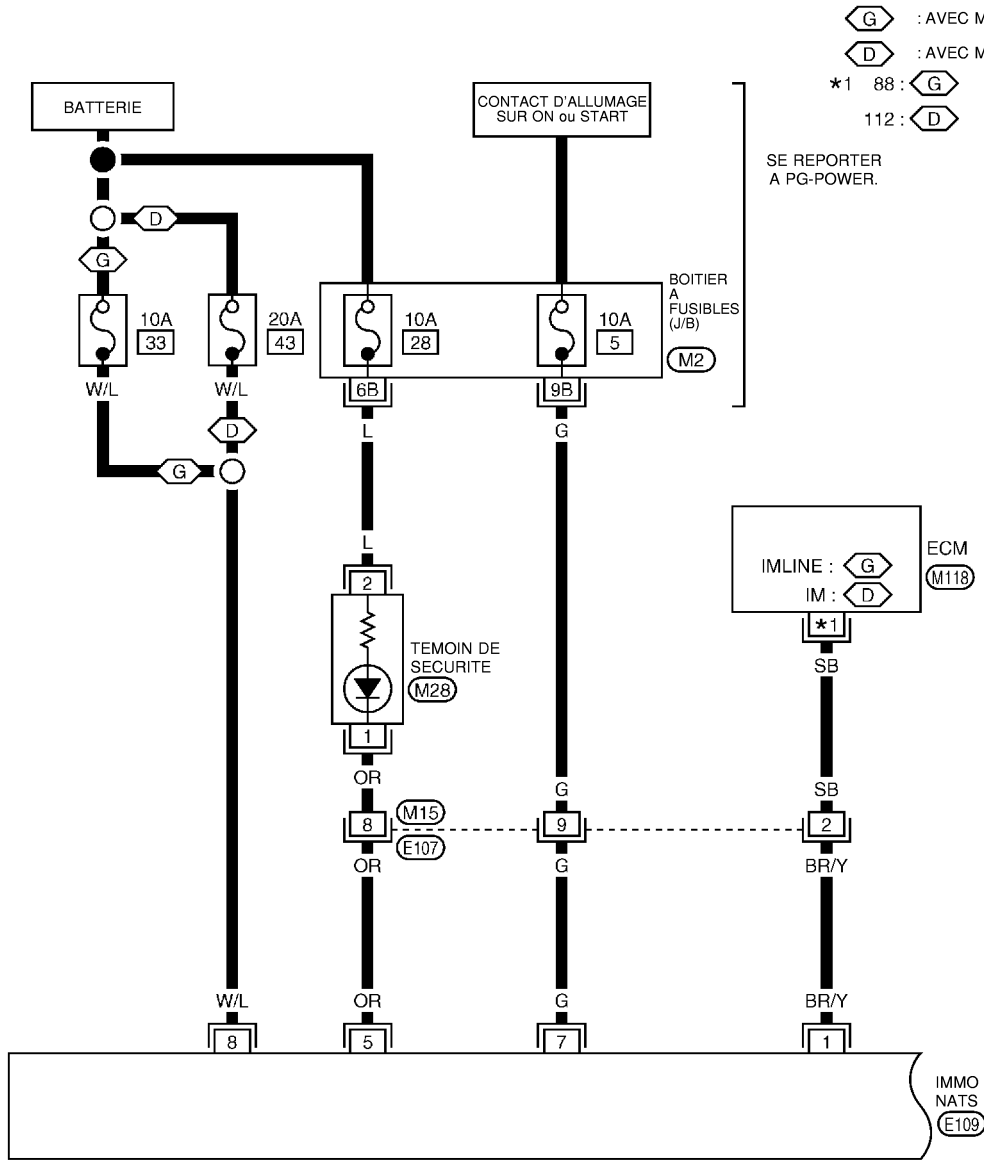 G : AVEC M
D : AVEC M
*1 88 : G
112 : D
BATTERIE
CONTACT D'ALLUMAGE
SUR ON ou START
SE REPORTER
A PG-POWER.
D
G
10A
33
20A
43
10A
28
10A
5
BOITIER
A
FUSIBLES
(J/B)
M2
W/L
W/L
6B
9B
D
L
G
G
L
2
TEMOIN DE
SECURITE
M28
1
ECM
M118
IMLINE : G
IM : D
*1
SB
OR
G
SB
8
M15
E107
9
2
OR
G
BR/Y
W/L
OR
G
BR/Y
8
5
7
1
IMMO
NATS
E109